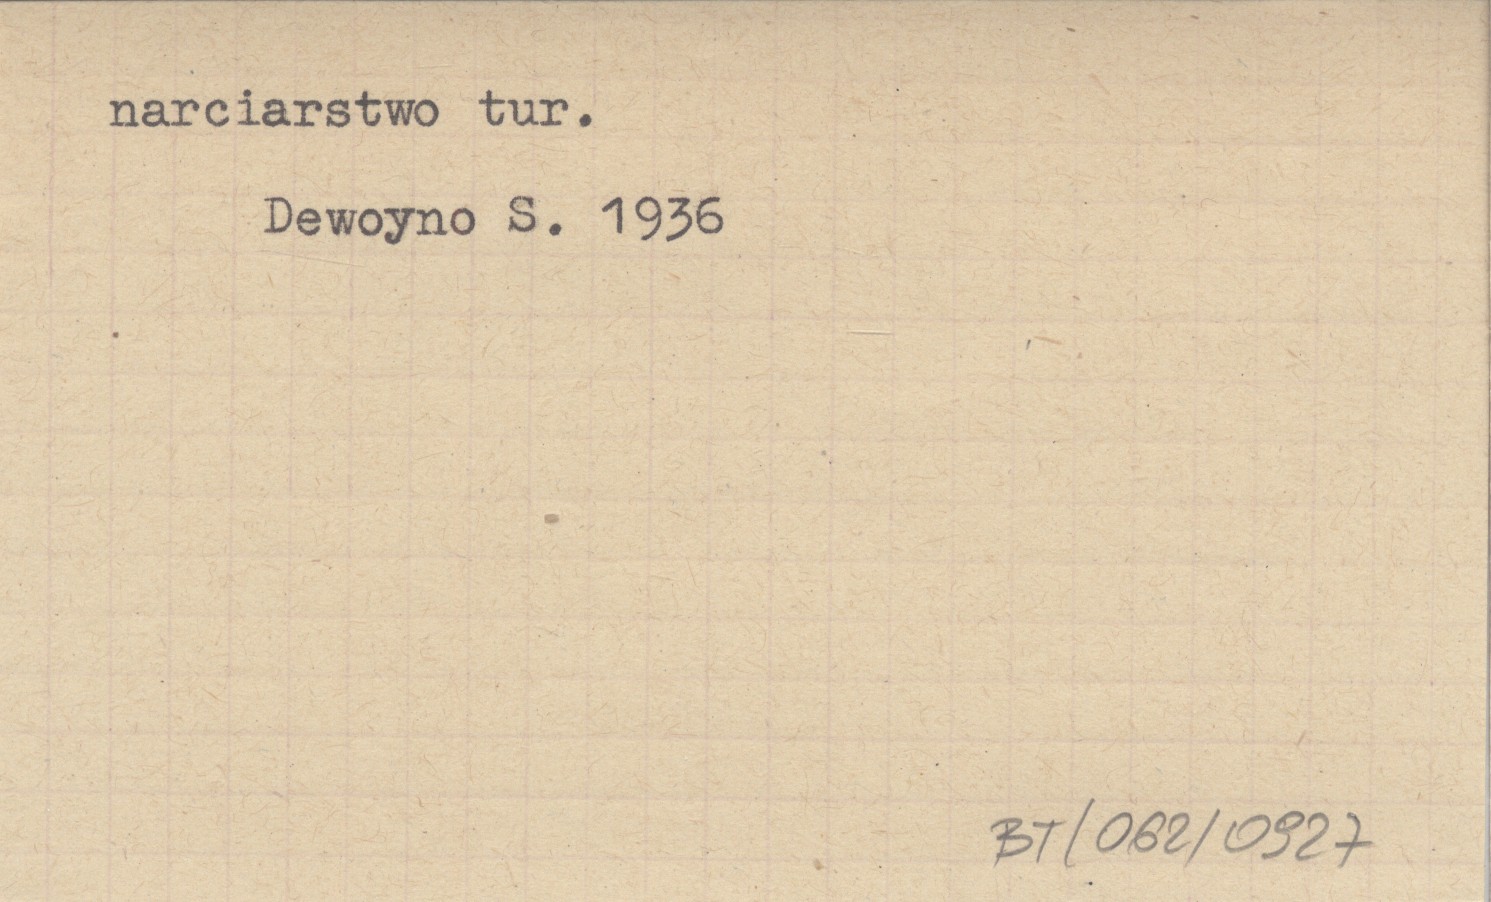 narciarstwo tur.
Dewoyno S. 1936
BT/062/0927